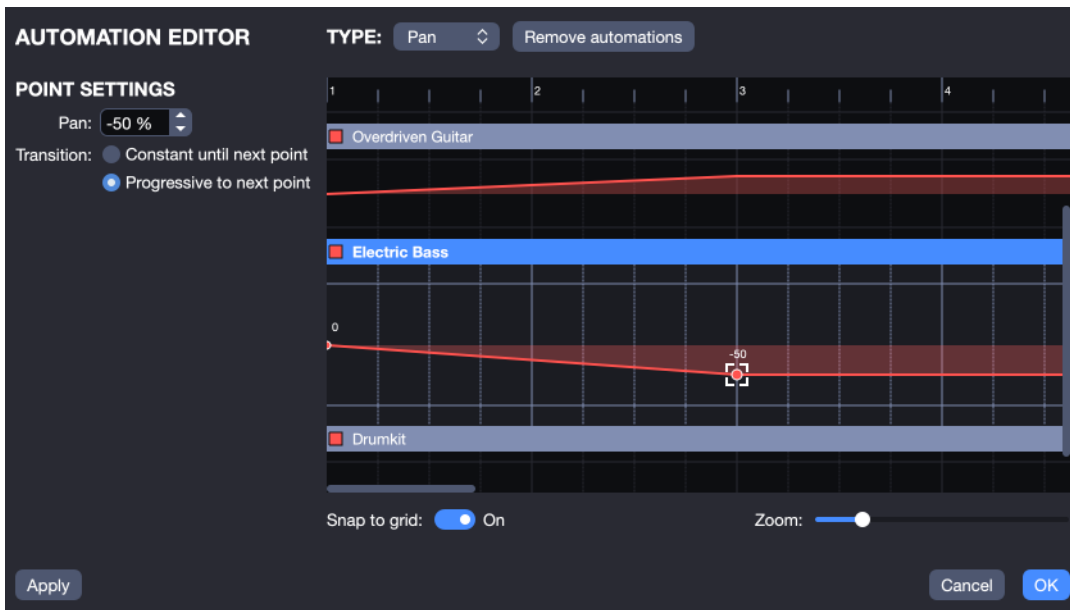 AUTOMATION EDITOR
TYPE: Pan Remove automations
POINT SETTINGS
Pan: -50 %
Transition: Constant until next point
Progressive to next point
1 2 3 4
Overdriven Guitar
Electric Bass
0
-50
Drumkit
Snap to grid: On Zoom:
Apply Cancel OK